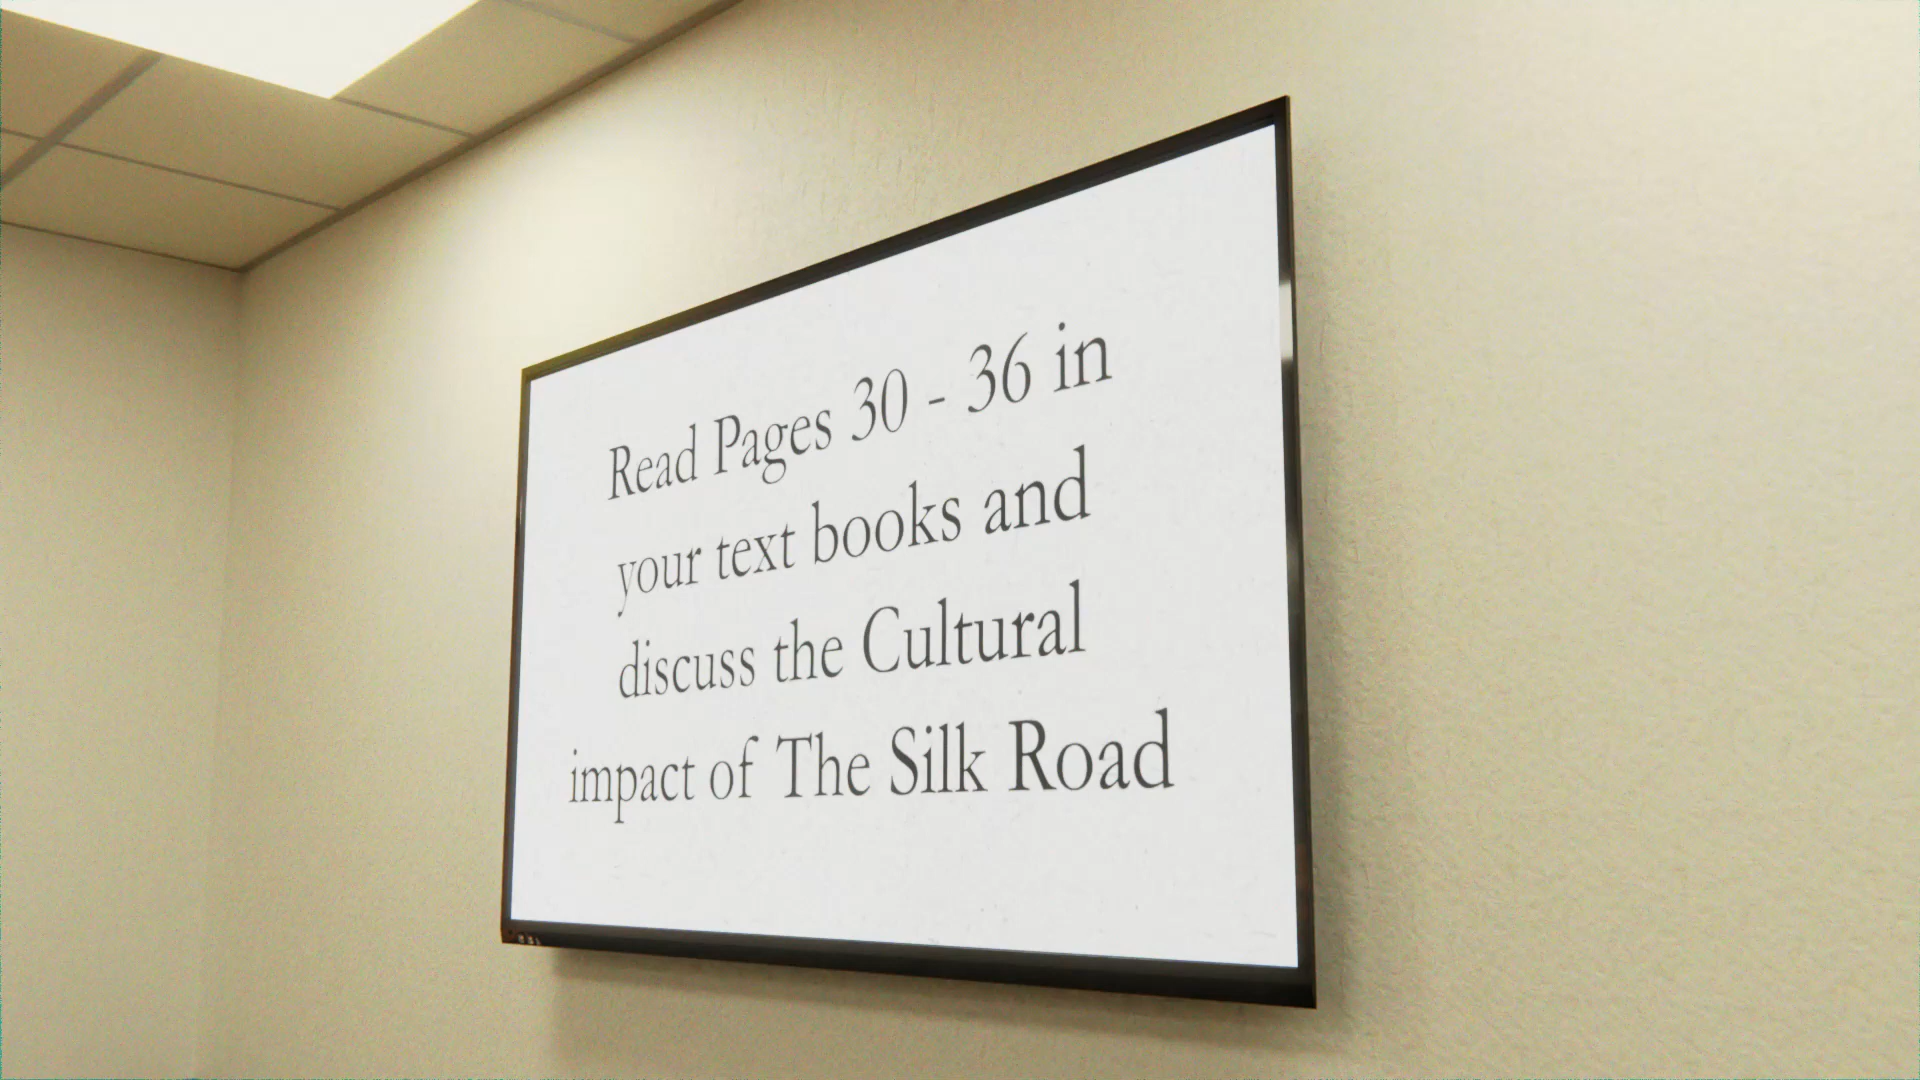 Read Pages 30 - 36 in
your text books and
discuss the Cultural
impact of The Silk Road